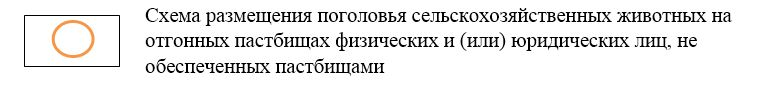 Схема размещения поголовья сельскохозяйственных животных на
отгонных пастбищах физических и (или) юридических лиц, не
обеспеченных пастбищами